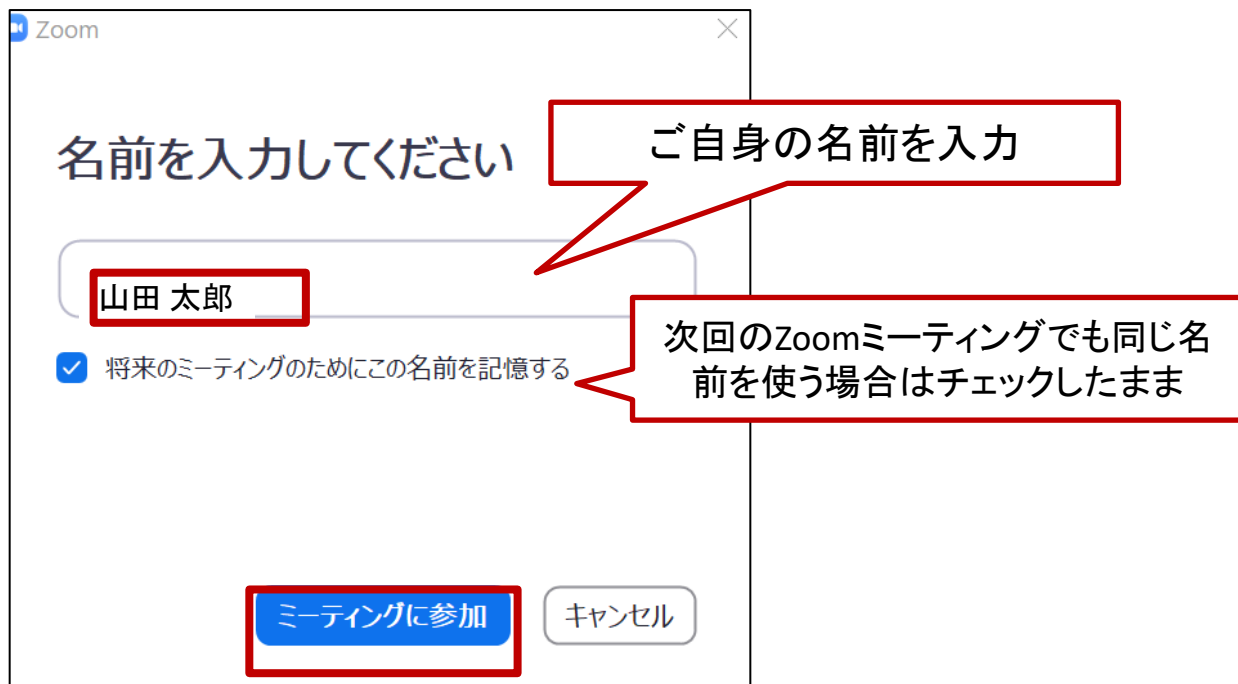 Zoom
名前を入力してください
ご自身の名前を入力
山田 太郎
将来のミーティングのためにこの名前を記憶する
次回のZoomミーティングでも同じ名
前を使う場合はチェックしたまま
ミーティングに参加
キャンセル